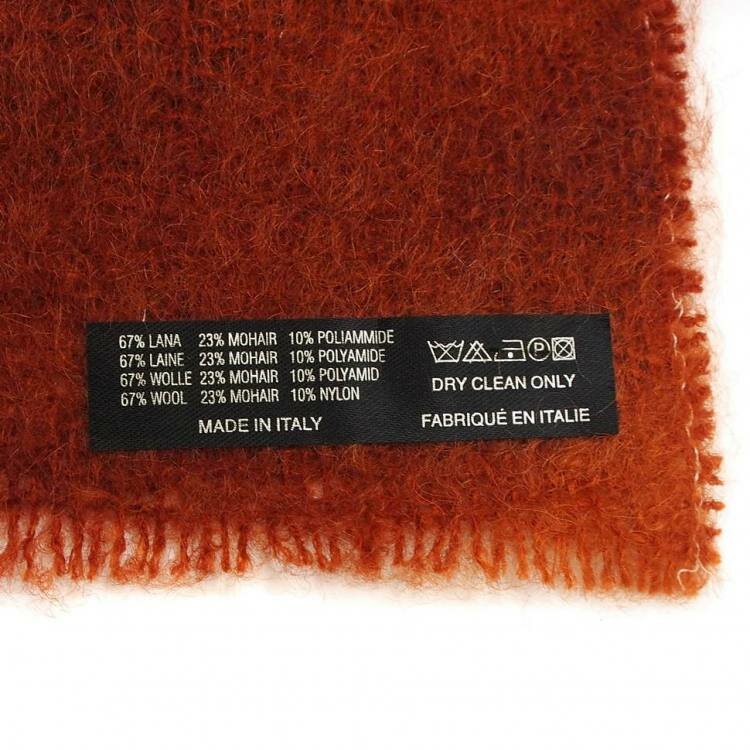 67% LANA 23% MOHAIR 10% POLIAMMIDE
67% LAINE 23% MOHAIR 10% POLYAMIDE
67% WOLLE 23% MOHAIR 10% POLYAMID
67% WOOL 23% MOHAIR 10% NYLON
MADE IN ITALY
P
DRY CLEAN ONLY
FABRIQUÉ EN ITALIE